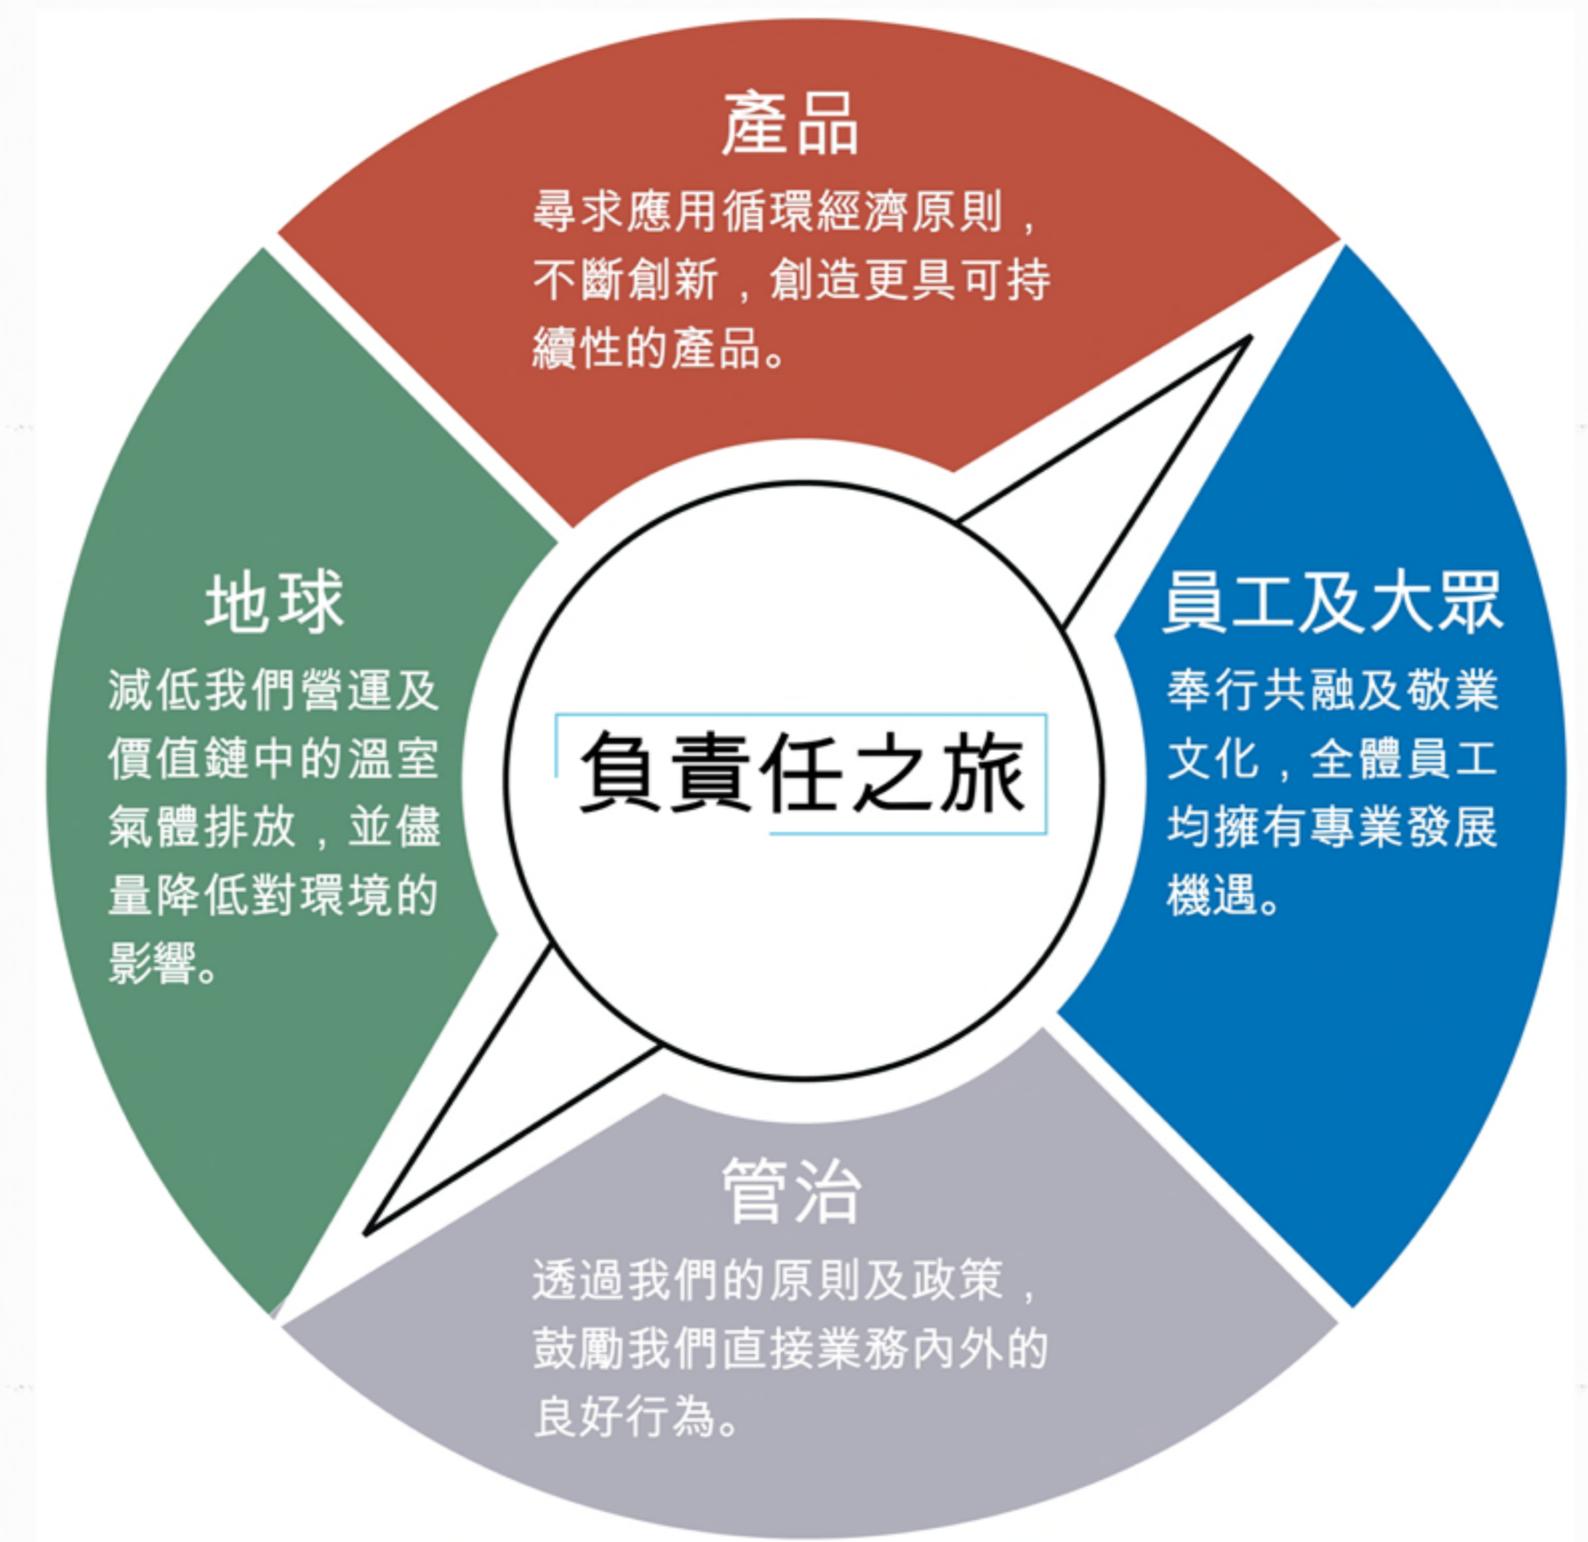 產品
尋求應用循環經濟原則，
不斷創新，創造更具可持
續性的產品。
地球
減低我們營運及
價值鏈中的溫室
氣體排放，並儘
量降低對環境的
影響。
負責任之旅
員工及大眾
奉行共融及敬業
文化，全體員工
均擁有專業發展
機遇。
管治
透過我們的原則及政策，
鼓勵我們直接業務內外的
良好行為。